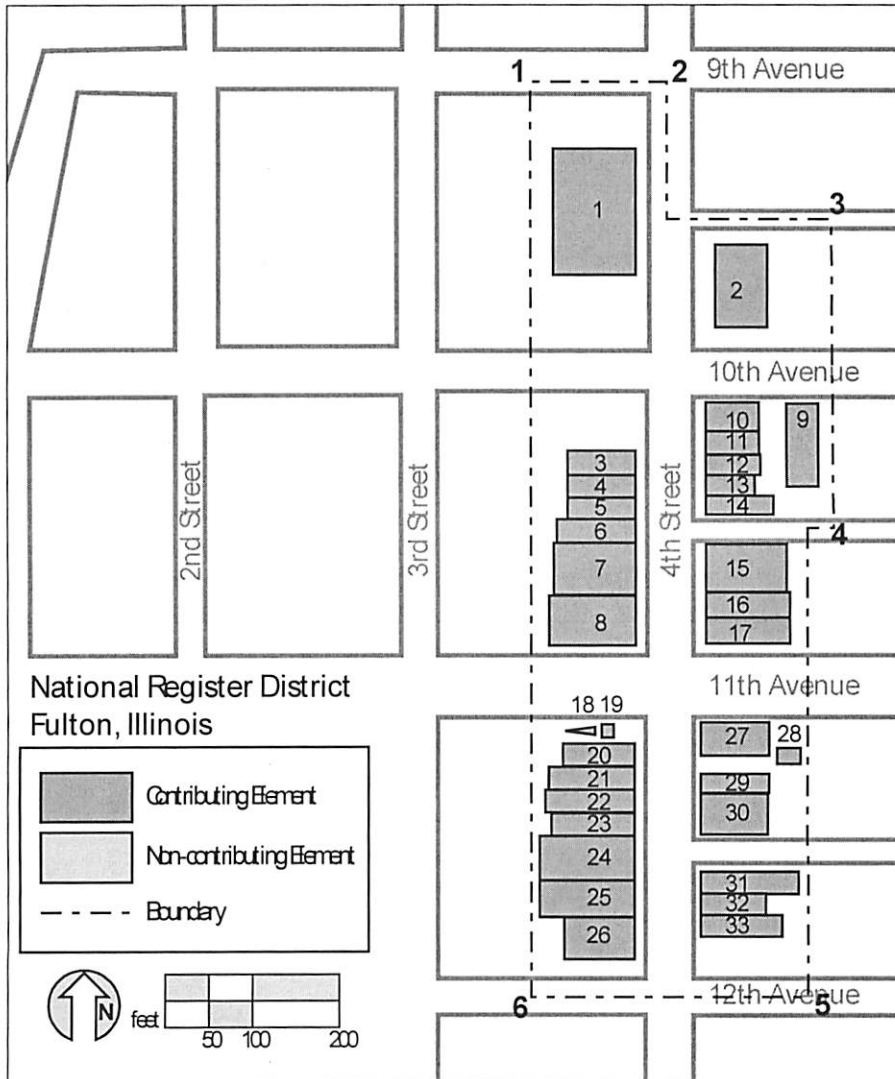 1
2
9th Avenue
1
3
2
10th Avenue
10
9
11
12
13
14
3
4
5
6
7
8
2nd Street
3rd Street
4th Street
4
15
16
17
National Register District
Fulton, Illinois
11th Avenue
18 19
20
21
22
23
24
25
26
27
28
29
30
31
32
33
Contributing Element
Non-contributing Element
Boundary
N
feet
50 100 200
6
12th Avenue
5